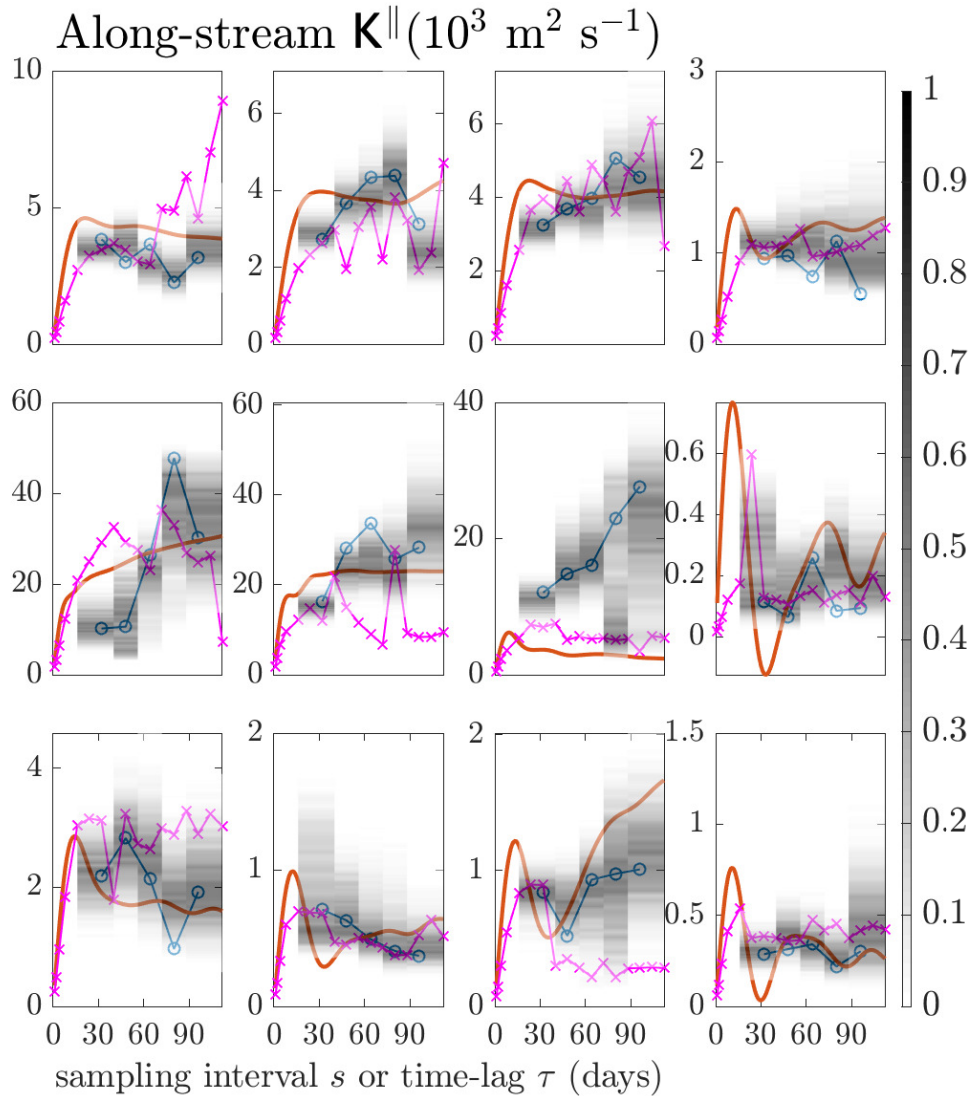 Along-stream K∥(10³ m² s⁻¹)
10 6 6 3 1
5 4 4 2 0.9
0 2 2 1 0.8
0 0 0 0.7
60 60 40 0.6 0.6
40 40 20 0.4 0.5
20 20 0 0.2 0.4
0 0 0 0.3
4 2 2 1.5 0.2
2 1 1 1 0.1
0 0 0 0.5 0
0
0 30 60 90 0 30 60 90 0 30 60 90 0 30 60 90
sampling interval s or time-lag τ (days)